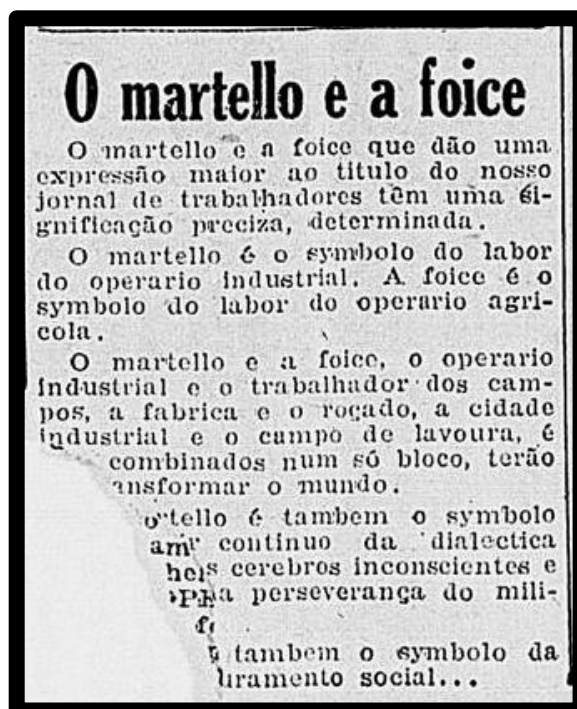 O martello e a foice
O martello e a foice que dão uma
expressão maior ao titulo do nosso
jornal de trabalhadores têm uma si-
gnificação preciza, determinada.
O martello é o symbolo do labor
do operario industrial. A foice é o
symbolo do labor do operario agri-
cola.
O martello e a foice, o operario
industrial e o trabalhador dos cam-
pos, a fabrica e o roçado, a cidade
industrial e o campo de lavoura, é
combinados num só bloco, terão
ansformar o mundo.
tello é tambem o symbolo
continuo da dialectica
cerebros inconscientes e
perseverança do mili-
tambem o symbolo da
uramento social...